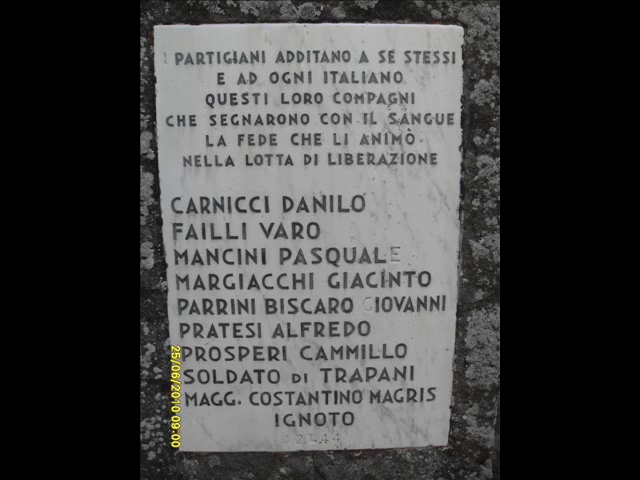 I PARTIGIANI ADDITANO A SE STESSI
E AD OGNI ITALIANO
QUESTI LORO COMPAGNI
CHE SEGNARONO CON IL SANGUE
LA FEDE CHE LI ANIMÒ
NELLA LOTTA DI LIBERAZIONE
CARNICCI DANILO
FAILLI VARO
MANCINI PASQUALE
MARGIACCHI GIACINTO
PARRINI BISCARO GIOVANNI
PRATESI ALFREDO
PROSPERI CAMMILLO
SOLDATO DI TRAPANI
MAGG. COSTANTINO MAGRIS
IGNOTO
25/06/2010 09:00